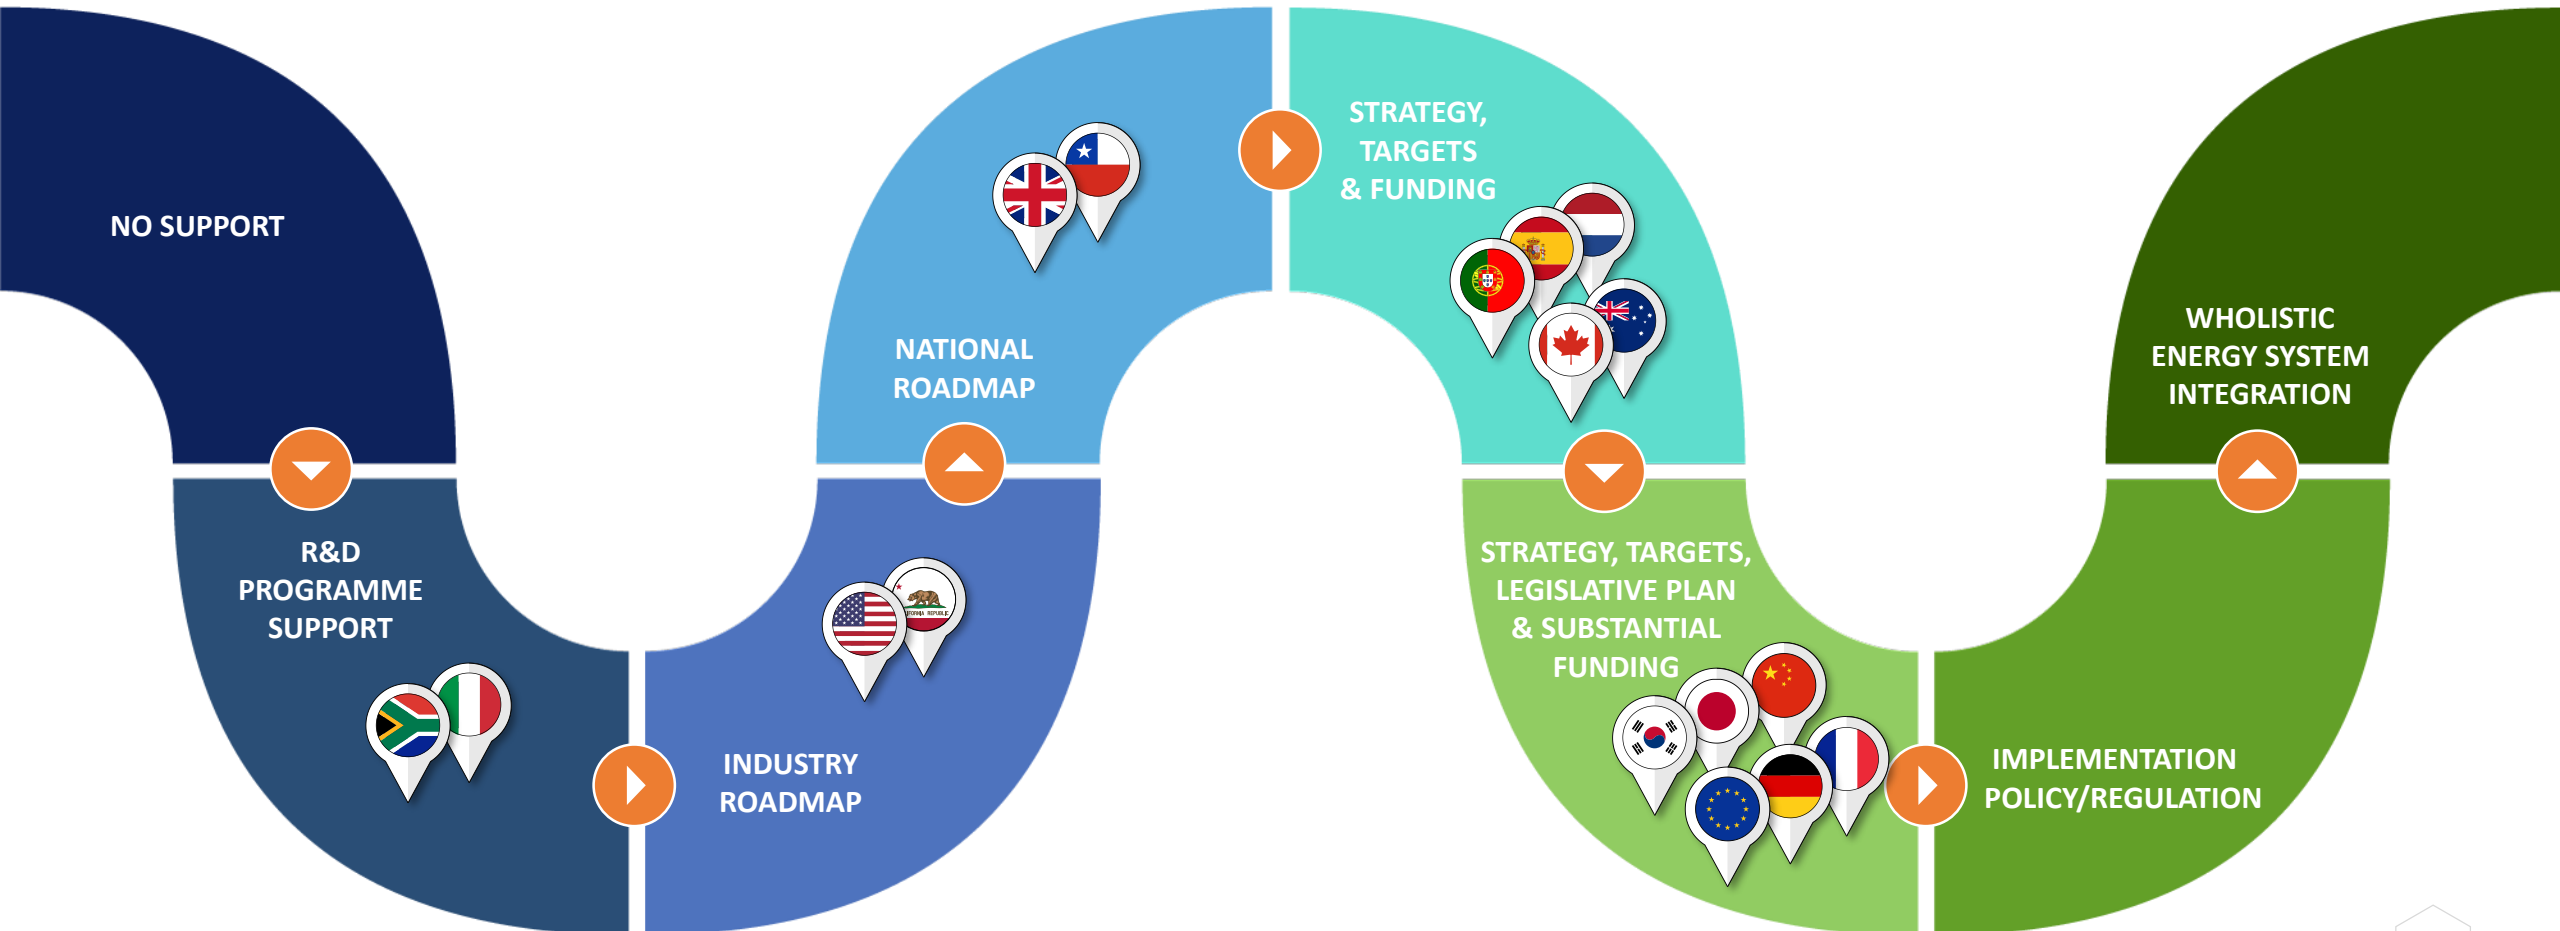 NO SUPPORT
R&D
PROGRAMME
SUPPORT
INDUSTRY
ROADMAP
NATIONAL
ROADMAP
STRATEGY,
TARGETS
& FUNDING
STRATEGY, TARGETS,
LEGISLATIVE PLAN
& SUBSTANTIAL
FUNDING
IMPLEMENTATION
POLICY/REGULATION
WHOLISTIC
ENERGY SYSTEM
INTEGRATION